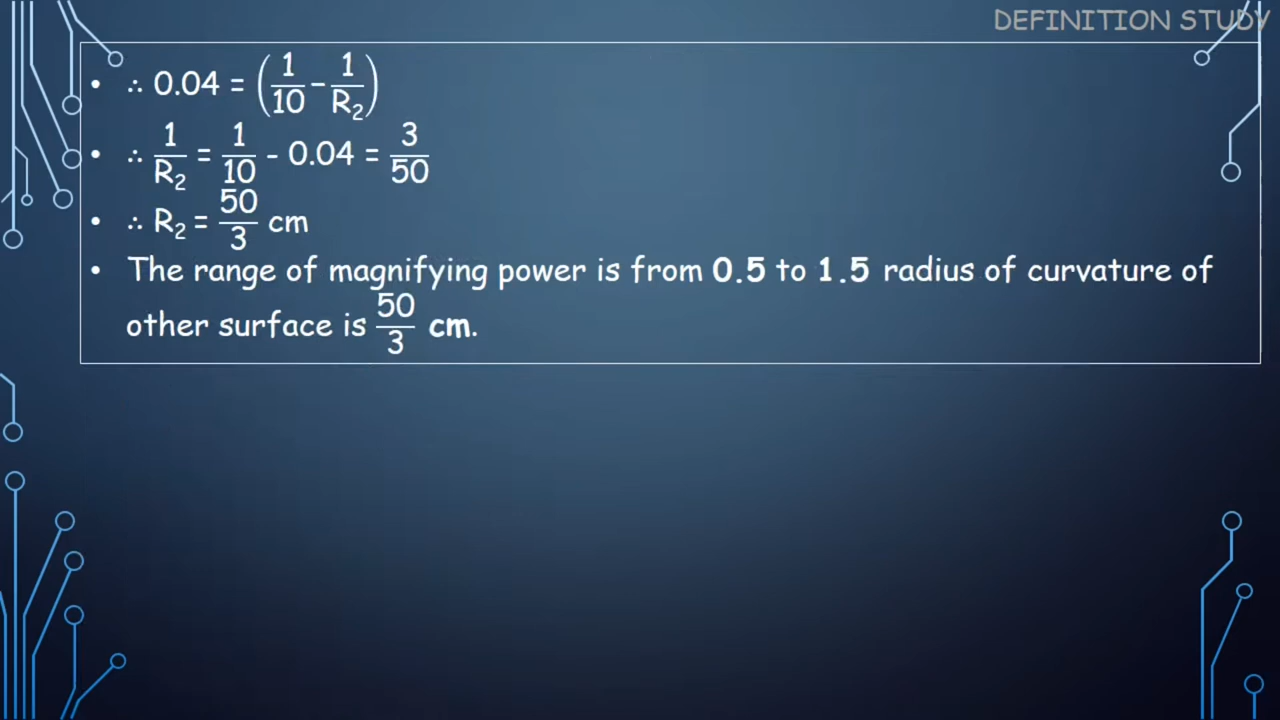 DEFINITION STUDY
• ∴ 0.04 = (1/10 − 1/R₂)
• ∴ 1/R₂ = 1/10 - 0.04 = 3/50
• ∴ R₂ = 50/3 cm
• The range of magnifying power is from 0.5 to 1.5 radius of curvature of
other surface is 50/3 cm.